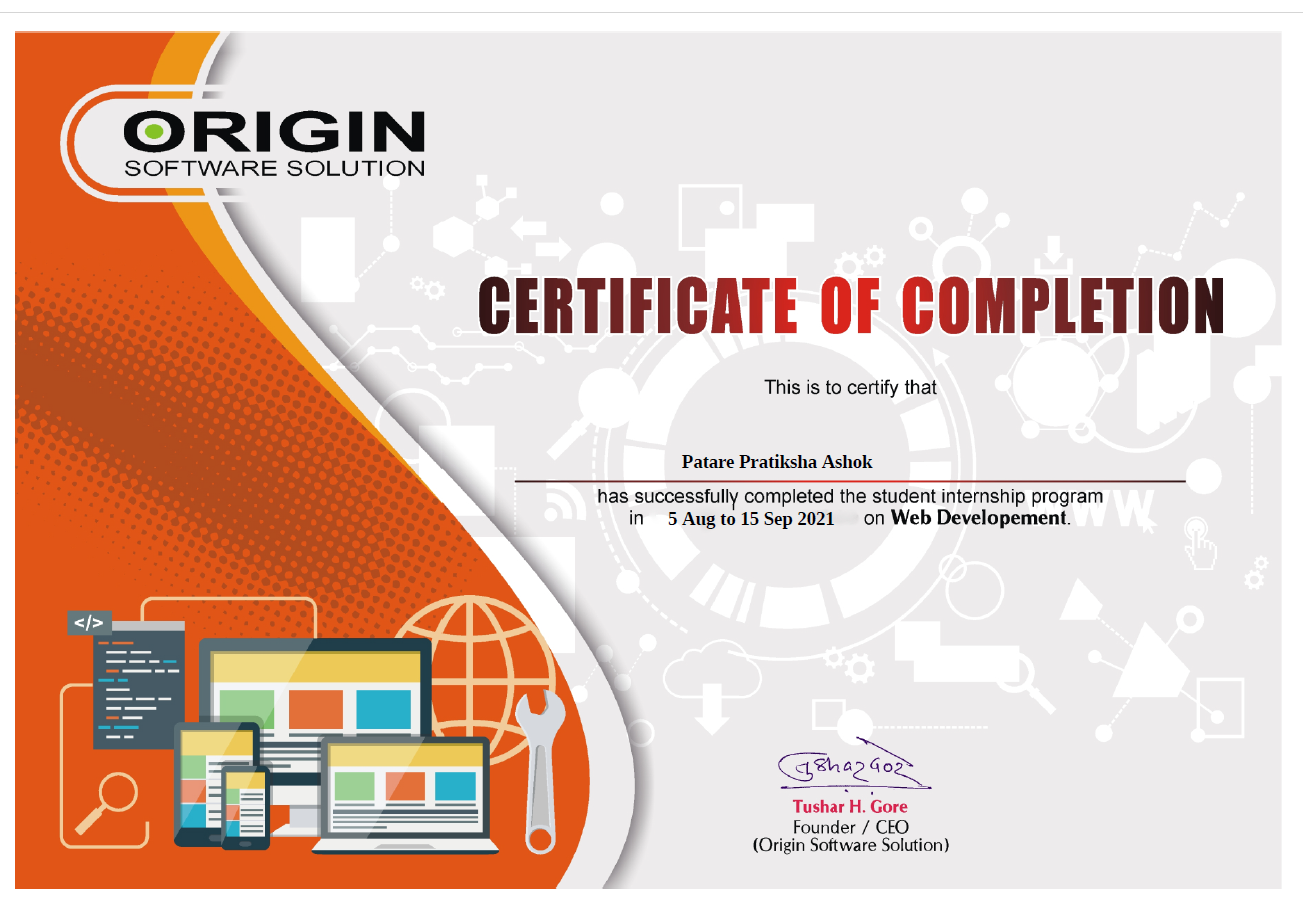 ORIGIN
SOFTWARE SOLUTION
CERTIFICATE OF COMPLETION
This is to certify that
Patare Pratiksha Ashok
has successfully completed the student internship program
in 5 Aug to 15 Sep 2021 on Web Developement.
WWW
</>
Tushar H. Gore
Founder / CEO
(Origin Software Solution)